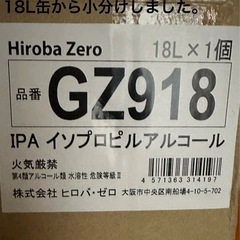 18L缶から小分けしました。
Hiroba Zero 18L×1個
品番 GZ918
IPA イソプロピルアルコール
火気厳禁
第4類アルコール類 水溶性 危険等級Ⅱ
株式会社 ヒロバ・ゼロ 大阪市中央区南船場4-10-5-702
4 571363 314197